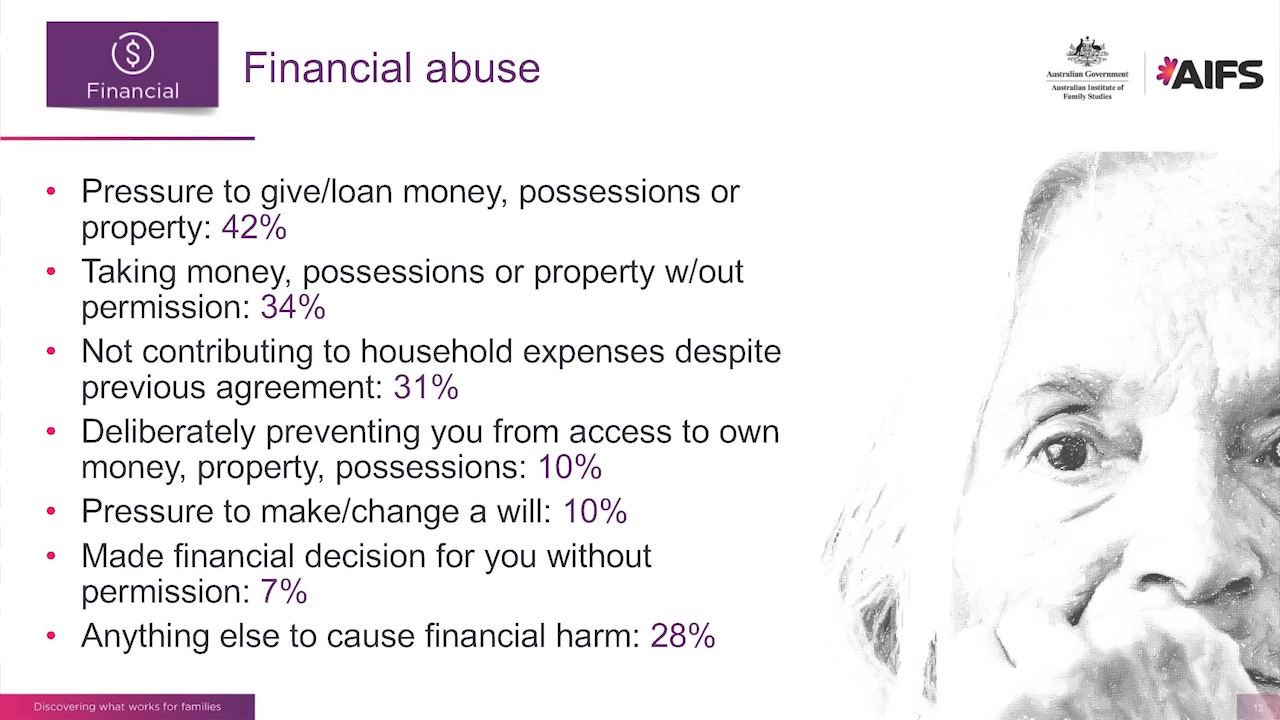 Financial
Financial abuse
Australian Government
Australian Institute of
Family Studies
AIFS
• Pressure to give/loan money, possessions or
property: 42%
• Taking money, possessions or property w/out
permission: 34%
• Not contributing to household expenses despite
previous agreement: 31%
• Deliberately preventing you from access to own
money, property, possessions: 10%
• Pressure to make/change a will: 10%
• Made financial decision for you without
permission: 7%
• Anything else to cause financial harm: 28%
Discovering what works for families
12